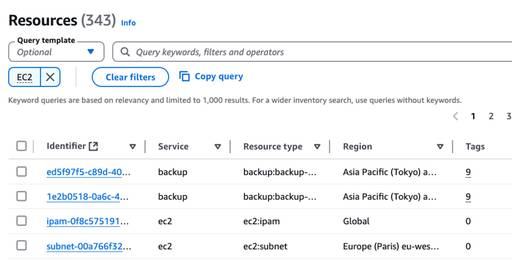 Resources (343) Info
Query template
Optional
Query keywords, filters and operators
EC2
Clear filters
Copy query
Keyword queries are based on relevancy and limited to 1,000 results. For a wider inventory search, use queries without keywords.
1 2 3
Identifier Service Resource type Region Tags
ed5f97f5-c89d-40... backup backup:backup-... Asia Pacific (Tokyo) a... 9
1e2b0518-0a6c-4... backup backup:backup-... Asia Pacific (Tokyo) a... 9
ipam-0f8c575191... ec2 ec2:ipam Global 0
subnet-00a766f32... ec2 ec2:subnet Europe (Paris) eu-wes... 0